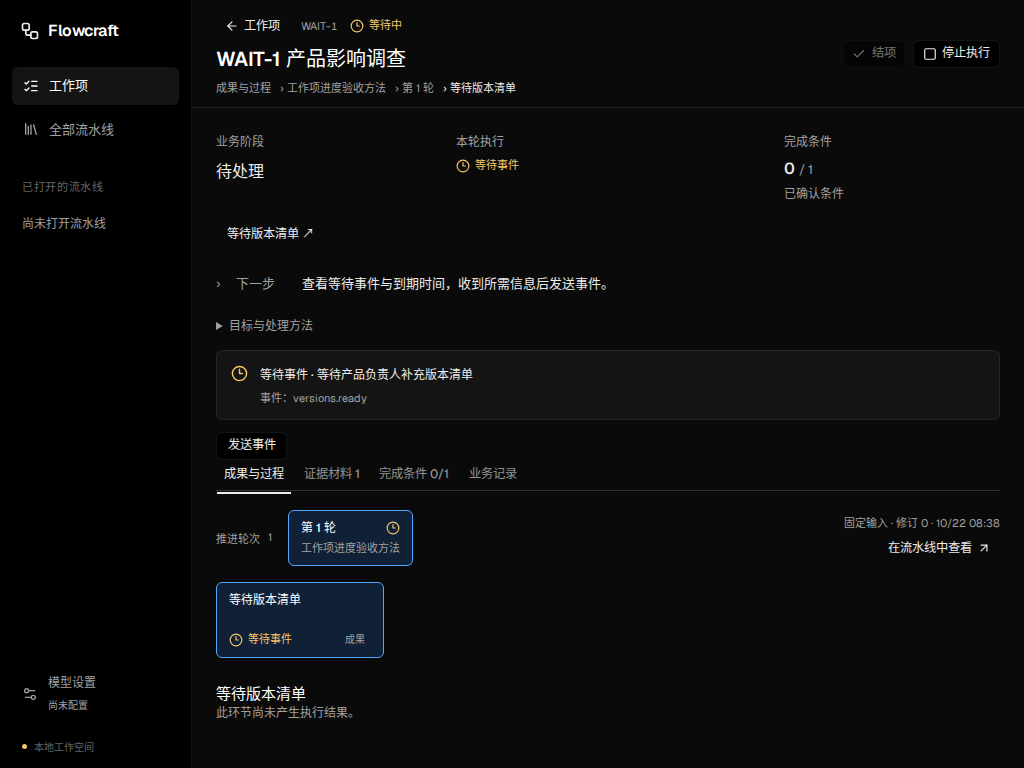 Flowcraft
工作项
全部流水线
已打开的流水线
尚未打开流水线
模型设置
尚未配置
本地工作空间
← 工作项 WAIT-1 等待中
WAIT-1 产品影响调查
结项 停止执行
成果与过程 › 工作项进度验收方法 › 第 1 轮 › 等待版本清单
业务阶段 本轮执行 完成条件
待处理 等待事件 0 / 1
已确认条件
等待版本清单 ↗
› 下一步 查看等待事件与到期时间，收到所需信息后发送事件。
▶ 目标与处理方法
等待事件 · 等待产品负责人补充版本清单
事件：versions.ready
发送事件
成果与过程 证据材料 1 完成条件 0/1 业务记录
推进轮次 1
第 1 轮
工作项进度验收方法
固定输入 · 修订 0 · 10/22 08:38
在流水线中查看 ↗
等待版本清单
等待事件 成果
等待版本清单
此环节尚未产生执行结果。